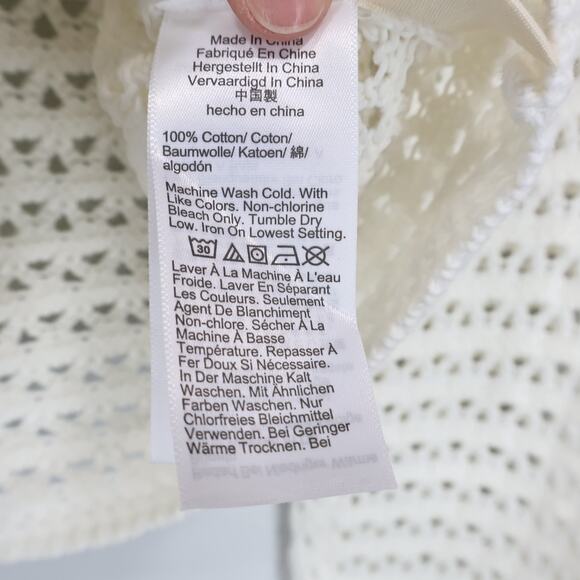 Made In China
Fabriqué En Chine
Hergestellt In China
Vervaardigd In China
中国製
hecho en china
100% Cotton/ Coton/
Baumwolle/ Katoen/ 綿/
algodón
Machine Wash Cold. With
Like Colors. Non-chlorine
Bleach Only. Tumble Dry
Low. Iron On Lowest Setting.
30
Laver À La Machine À L'eau
Froide. Laver En Séparant
Les Couleurs. Seulement
Agent De Blanchiment
Non-chlore. Sécher À La
Machine À Basse
Température. Repasser À
Fer Doux Si Nécessaire.
In Der Maschine Kalt
Waschen. Mit Ähnlichen
Farben Waschen. Nur
Chlorfreies Bleichmittel
Verwenden. Bei Geringer
Wärme Trocknen. Bei